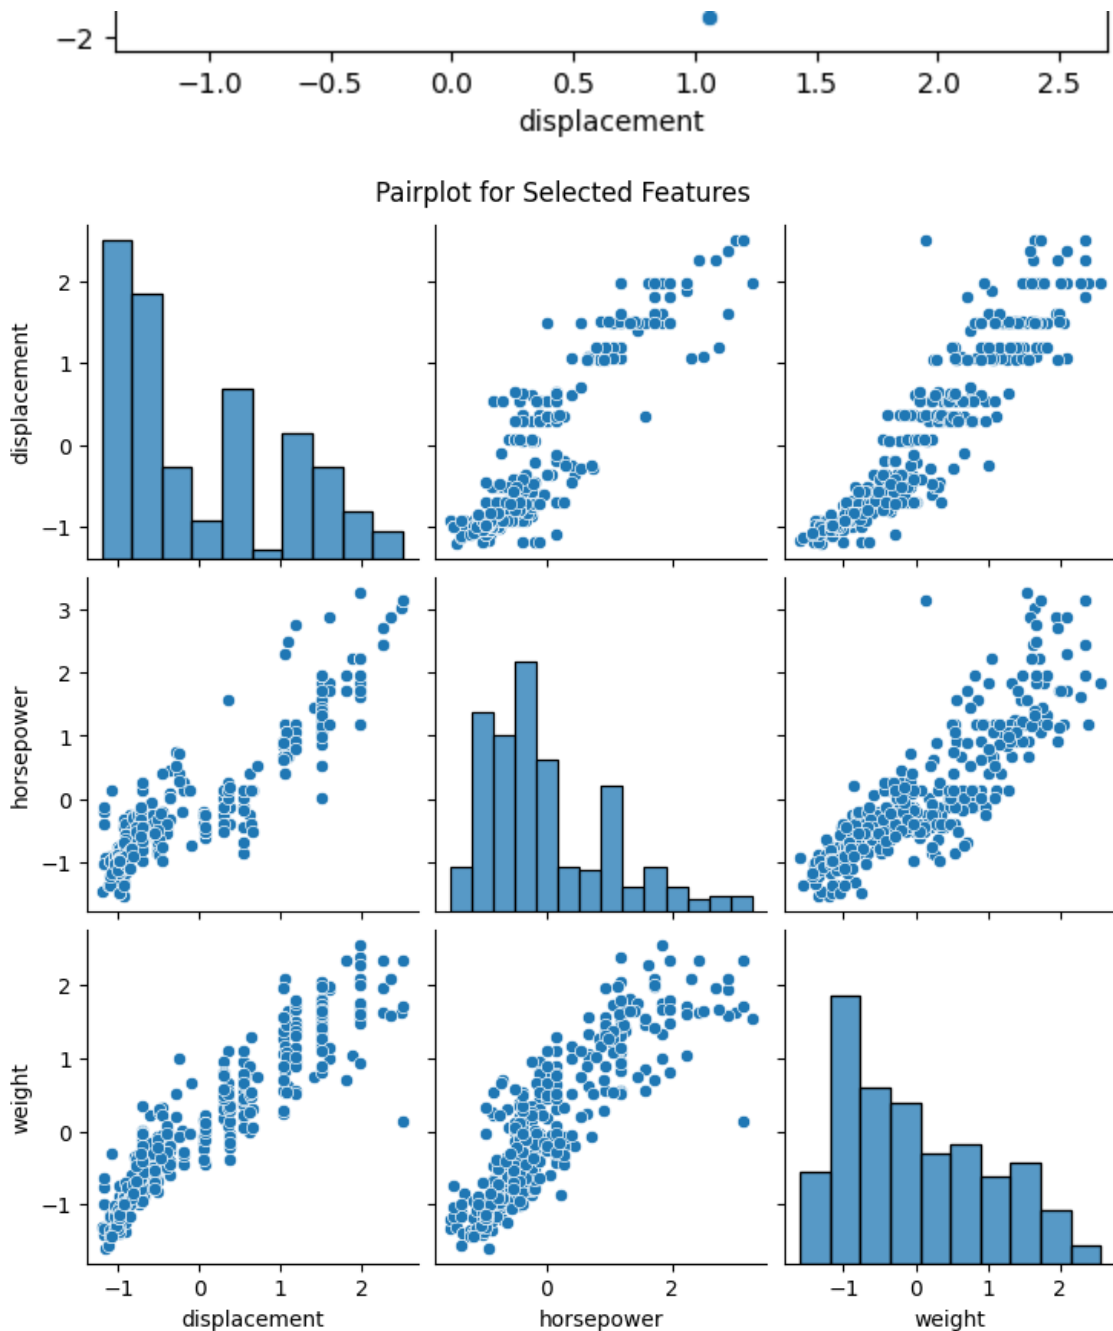 −2
−1.0 −0.5 0.0 0.5 1.0 1.5 2.0 2.5
displacement
Pairplot for Selected Features
2
1
0
−1
displacement
3
2
1
0
−1
horsepower
2
1
0
−1
weight
−1 0 1 2
0 2
−1 0 1 2
displacement
horsepower
weight